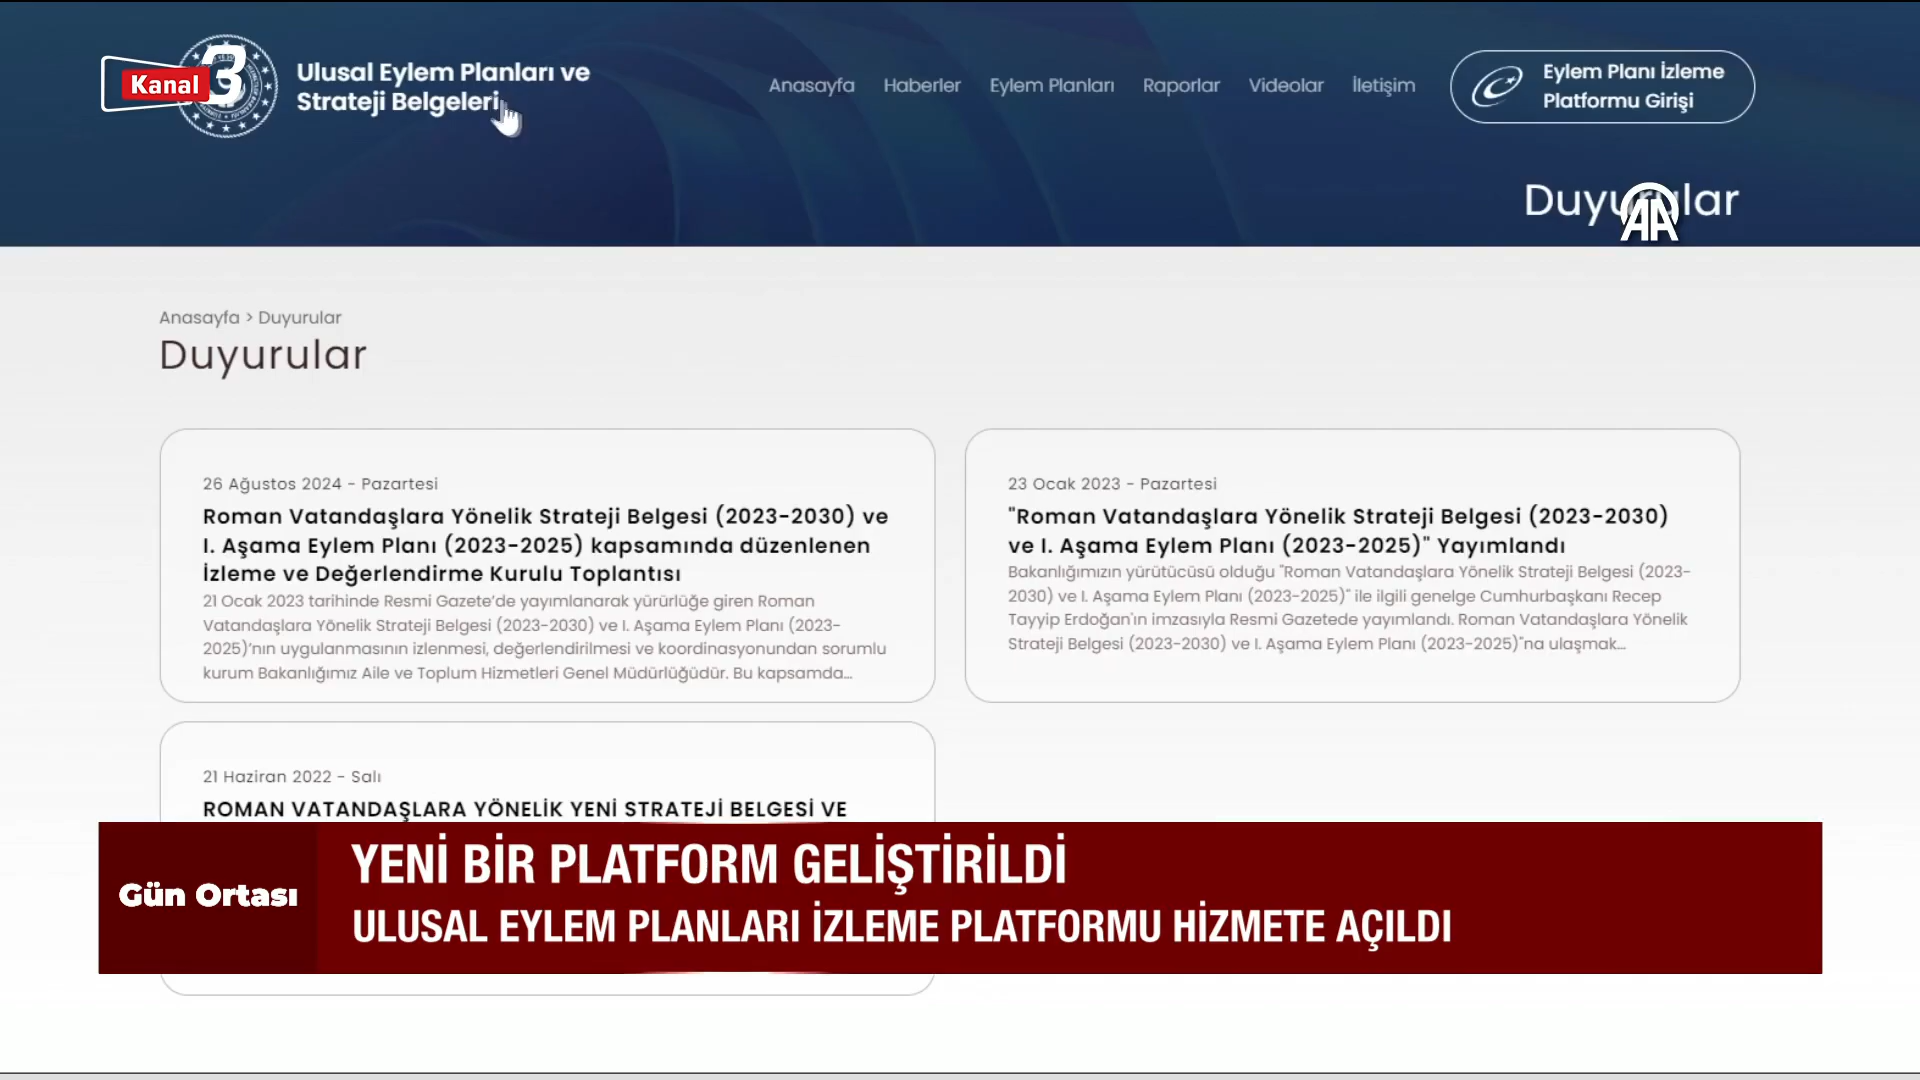 Kanal 3
Ulusal Eylem Planları ve
Strateji Belgeleri
Anasayfa Haberler Eylem Planları Raporlar Videolar İletişim
Eylem Planı İzleme
Platformu Girişi
Duyurular
AA
Anasayfa > Duyurular
Duyurular
26 Ağustos 2024 - Pazartesi
Roman Vatandaşlara Yönelik Strateji Belgesi (2023-2030) ve
I. Aşama Eylem Planı (2023-2025) kapsamında düzenlenen
İzleme ve Değerlendirme Kurulu Toplantısı
21 Ocak 2023 tarihinde Resmi Gazete’de yayımlanarak yürürlüğe giren Roman
Vatandaşlara Yönelik Strateji Belgesi (2023-2030) ve I. Aşama Eylem Planı (2023-
2025)’nın uygulanmasının izlenmesi, değerlendirilmesi ve koordinasyonundan sorumlu
kurum Bakanlığımız Aile ve Toplum Hizmetleri Genel Müdürlüğüdür. Bu kapsamda...
23 Ocak 2023 - Pazartesi
"Roman Vatandaşlara Yönelik Strateji Belgesi (2023-2030)
ve I. Aşama Eylem Planı (2023-2025)" Yayımlandı
Bakanlığımızın yürütücüsü olduğu "Roman Vatandaşlara Yönelik Strateji Belgesi (2023-
2030) ve I. Aşama Eylem Planı (2023-2025)" ile ilgili genelge Cumhurbaşkanı Recep
Tayyip Erdoğan'ın imzasıyla Resmi Gazetede yayımlandı. Roman Vatandaşlara Yönelik
Strateji Belgesi (2023-2030) ve I. Aşama Eylem Planı (2023-2025)"na ulaşmak...
21 Haziran 2022 - Salı
ROMAN VATANDAŞLARA YÖNELİK YENİ STRATEJİ BELGESİ VE
Gün Ortası
YENİ BİR PLATFORM GELİŞTİRİLDİ
ULUSAL EYLEM PLANLARI İZLEME PLATFORMU HİZMETE AÇILDI